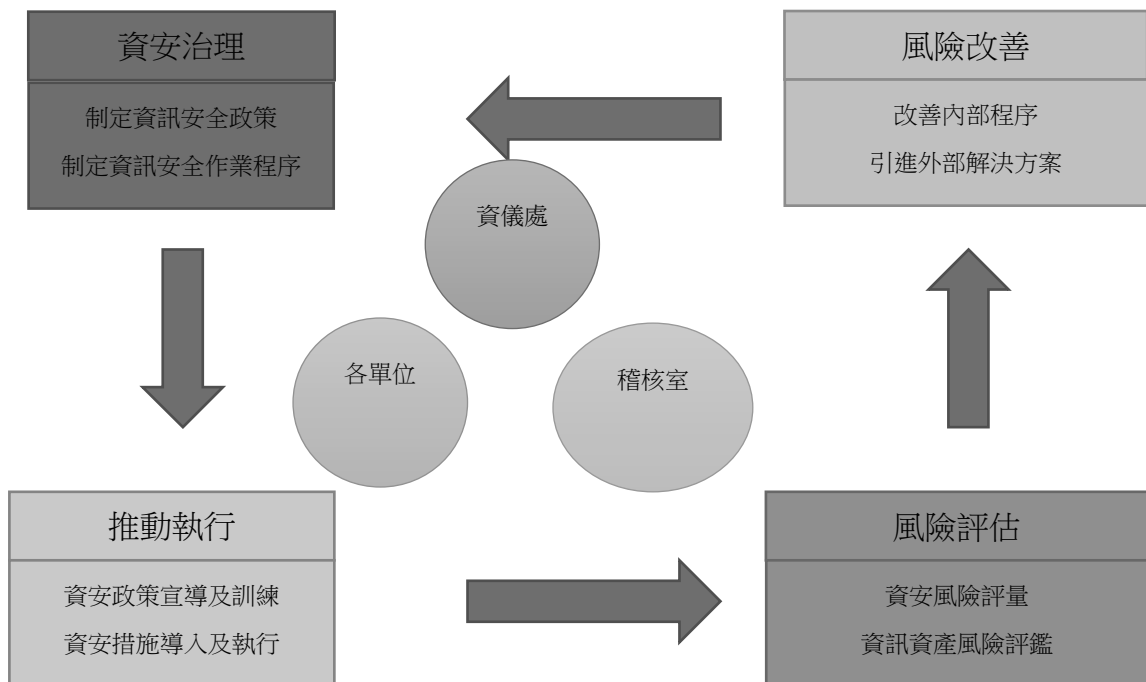 資安治理
制定資訊安全政策
制定資訊安全作業程序
風險改善
改善內部程序
引進外部解決方案
資儀處
各單位
稽核室
推動執行
資安政策宣導及訓練
資安措施導入及執行
風險評估
資安風險評量
資訊資產風險評鑑